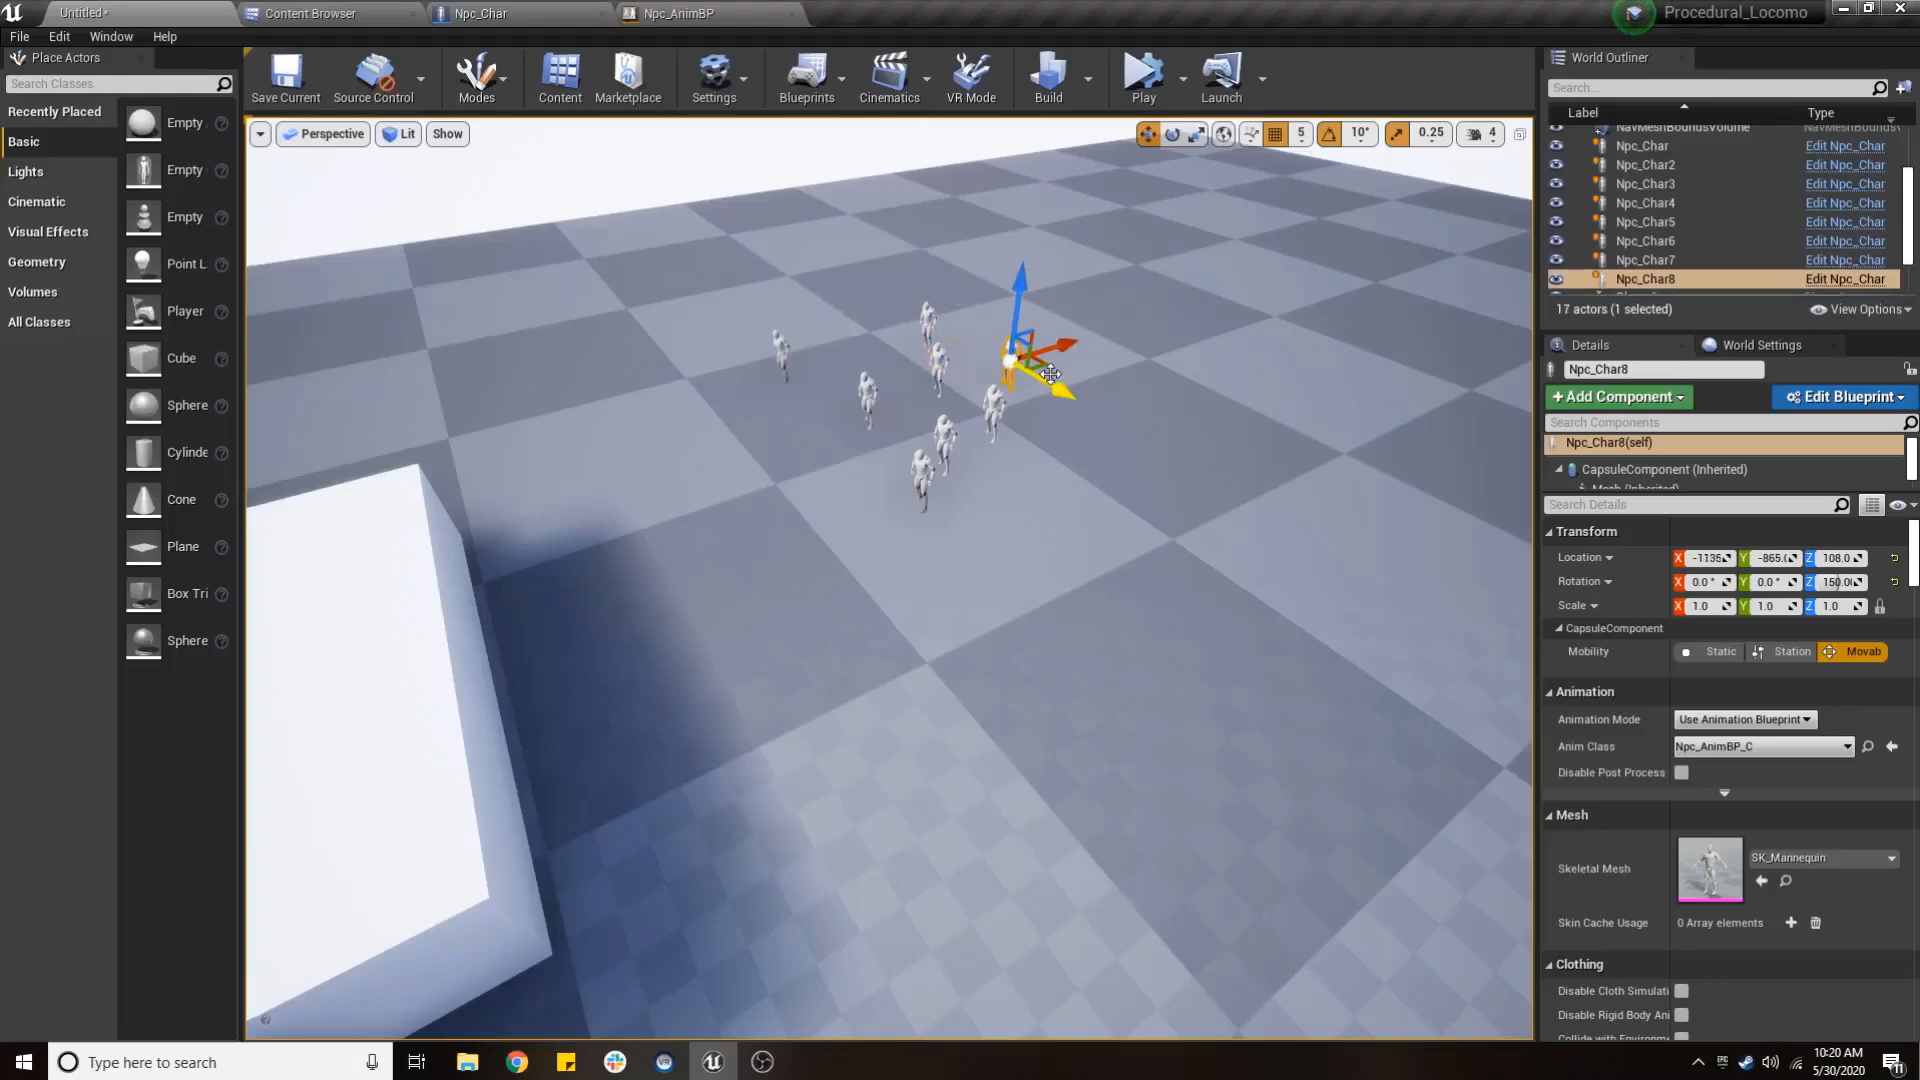 Untitled*
Content Browser
Npc_Char
Npc_AnimBP
Procedural_Locomo
File Edit Window Help
Place Actors
Search Classes
Recently Placed
Basic
Lights
Cinematic
Visual Effects
Geometry
Volumes
All Classes
Empty
Empty
Empty
Point L
Player
Cube
Sphere
Cylinde
Cone
Plane
Box Tri
Sphere
Save Current
Source Control
Modes
Content
Marketplace
Settings
Blueprints
Cinematics
VR Mode
Build
Play
Launch
Perspective
Lit
Show
5
10°
0.25
4
World Outliner
Search...
Label
Type
NavMeshBoundsVolume
Npc_Char Edit Npc_Char
Npc_Char2 Edit Npc_Char
Npc_Char3 Edit Npc_Char
Npc_Char4 Edit Npc_Char
Npc_Char5 Edit Npc_Char
Npc_Char6 Edit Npc_Char
Npc_Char7 Edit Npc_Char
Npc_Char8 Edit Npc_Char
17 actors (1 selected)
View Options
Details
World Settings
Npc_Char8
+Add Component
Edit Blueprint
Search Components
Npc_Char8(self)
CapsuleComponent (Inherited)
Mesh (Inherited)
Search Details
Transform
Location X -1135 Y -865.( Z 108.0
Rotation X 0.0 ° Y 0.0 ° Z 150.0
Scale X 1.0 Y 1.0 Z 1.0
CapsuleComponent
Mobility Static Station Movab
Animation
Animation Mode Use Animation Blueprint
Anim Class Npc_AnimBP_C
Disable Post Process
Mesh
Skeletal Mesh SK_Mannequin
Skin Cache Usage 0 Array elements
Clothing
Disable Cloth Simulati
Disable Rigid Body Ani
Type here to search
10:20 AM
5/30/2020